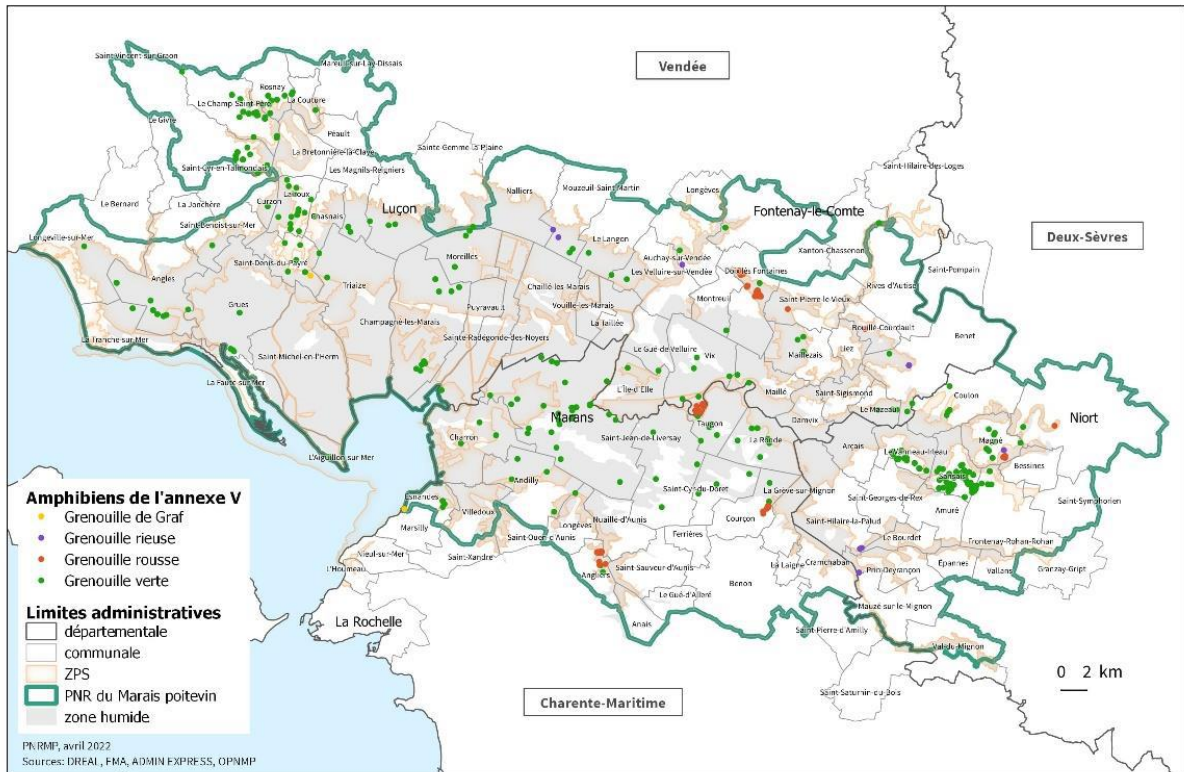 Vendée
Saint-Vincent-sur-Graon
Mareuil-sur-Lay-Dissais
Rosnay
Le Champ-Saint-Père
La Couture
Le Givre
Péault
Sainte-Gemme-la-Plaine
La Bretonnière-la-Claye
Saint-Cyr-en-Talmondais
Les Magnils-Reigniers
Saint-Hilaire-des-Loges
Mouzeuil-Saint-Martin
Longèves
Nalliers
Le Bernard
La Jonchère
Curzon
Lairoux
Luçon
Fontenay-le-Comte
Chasnais
Saint-Benoist-sur-Mer
Deux-Sèvres
Longeville-sur-Mer
Le Langon
Xanton-Chassenon
Auchay-sur-Vendée
Moreilles
Saint-Denis-du-Payré
Les Velluire-sur-Vendée
Doix lès Fontaines
Saint-Pompain
Angles
Triaize
Chaillé-les-Marais
Rives d'Autise
Grues
Puyravault
Vouillé-les-Marais
Montreuil
Saint-Pierre-le-Vieux
Champagné-les-Marais
La Taillée
Bouillé-Courdault
Benet
Sainte-Radégonde-des-Noyers
La Tranche-sur-Mer
Le Gué-de-Velluire
Vix
Maillezais
Liez
Saint-Michel-en-l'Herm
La Faute-sur-Mer
L'Île-d'Elle
Maillé
Saint-Sigismond
Coulon
Le Mazeau
Niort
Marans
Taugon
Damvix
Charron
Saint-Jean-de-Liversay
La Ronde
Arçais
Magné
L'Aiguillon-sur-Mer
Le Vanneau-Irleau
Bessines
Sansais
Andilly
Saint-Cyr-du-Doret
La Grève-sur-Mignon
Esnandes
Villedoux
Saint-Georges-de-Rex
Amuré
Saint-Symphorien
Marsilly
Longèves
Nuaillé-d'Aunis
Courçon
Saint-Hilaire-la-Palud
Saint-Ouen-d'Aunis
Ferrières
Le Bourdet
Frontenay-Rohan-Rohan
Nieul-sur-Mer
Saint-Xandre
L'Houmeau
Angliers
Saint-Sauveur-d'Aunis
La Laigne
Cramchaban
Prin-Deyrançon
Épannes
Vallans
Granzay-Gript
Benon
Le Gué-d'Alleré
Mauzé-sur-le-Mignon
La Rochelle
Anais
Saint-Pierre-d'Amilly
Val-du-Mignon
Saint-Saturnin-du-Bois
Charente-Maritime
0 2 km
Amphibiens de l'annexe V
Grenouille de Graf
Grenouille rieuse
Grenouille rousse
Grenouille verte
Limites administratives
départementale
communale
ZPS
PNR du Marais poitevin
zone humide
PNRMP, avril 2022
Sources: DREAL, FMA, ADMIN EXPRESS, OPNMP